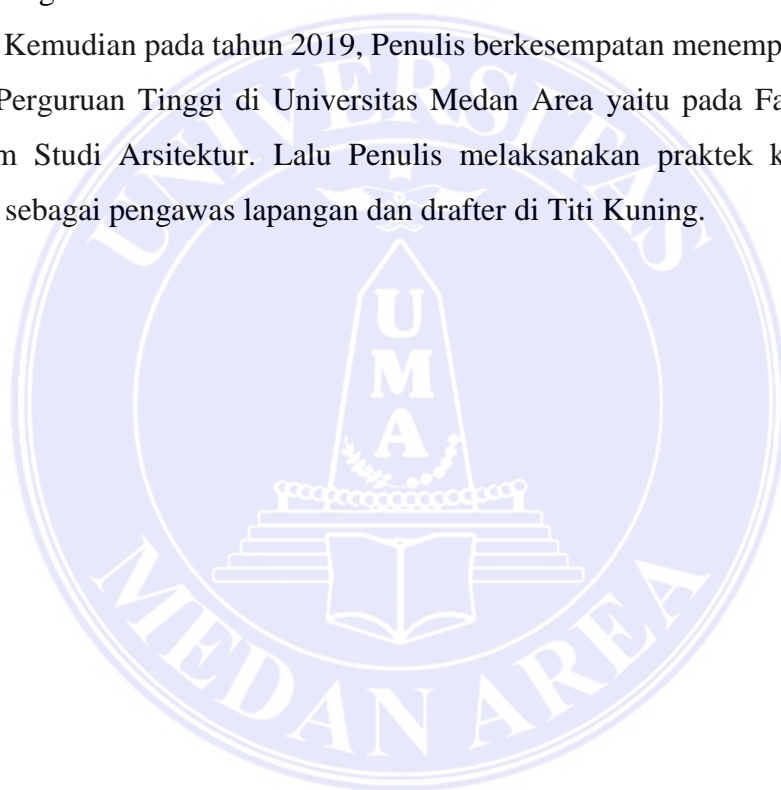 Kemudian pada tahun 2019, Penulis berkesempatan menemp
Perguruan Tinggi di Universitas Medan Area yaitu pada Fa
m Studi Arsitektur. Lalu Penulis melaksanakan praktek k
sebagai pengawas lapangan dan drafter di Titi Kuning.
UNIVERSITAS
U
M
A
MEDAN AREA